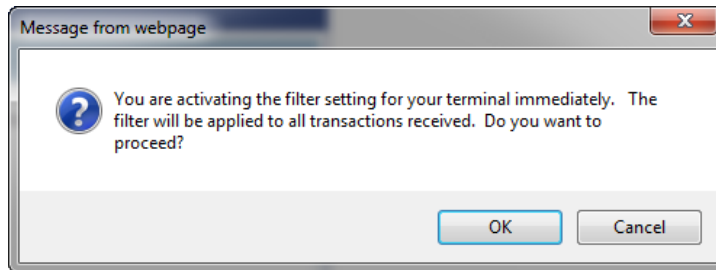 Message from webpage
x
You are activating the filter setting for your terminal immediately.   The
filter will be applied to all transactions received.  Do you want to
proceed?
OK
Cancel